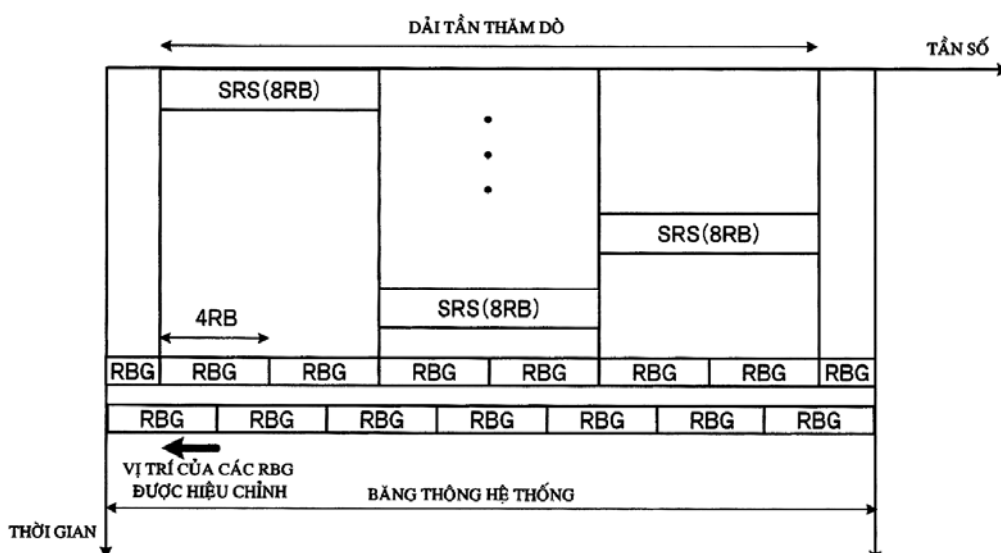 DẢI TẦN THĂM DÒ
TẦN SỐ
SRS(8RB)
SRS(8RB)
SRS(8RB)
4RB
RBG RBG RBG RBG RBG RBG RBG RBG
RBG RBG RBG RBG RBG RBG RBG
VỊ TRÍ CỦA CÁC RBG
ĐƯỢC HIỆU CHỈNH
BĂNG THÔNG HỆ THỐNG
THỜI GIAN